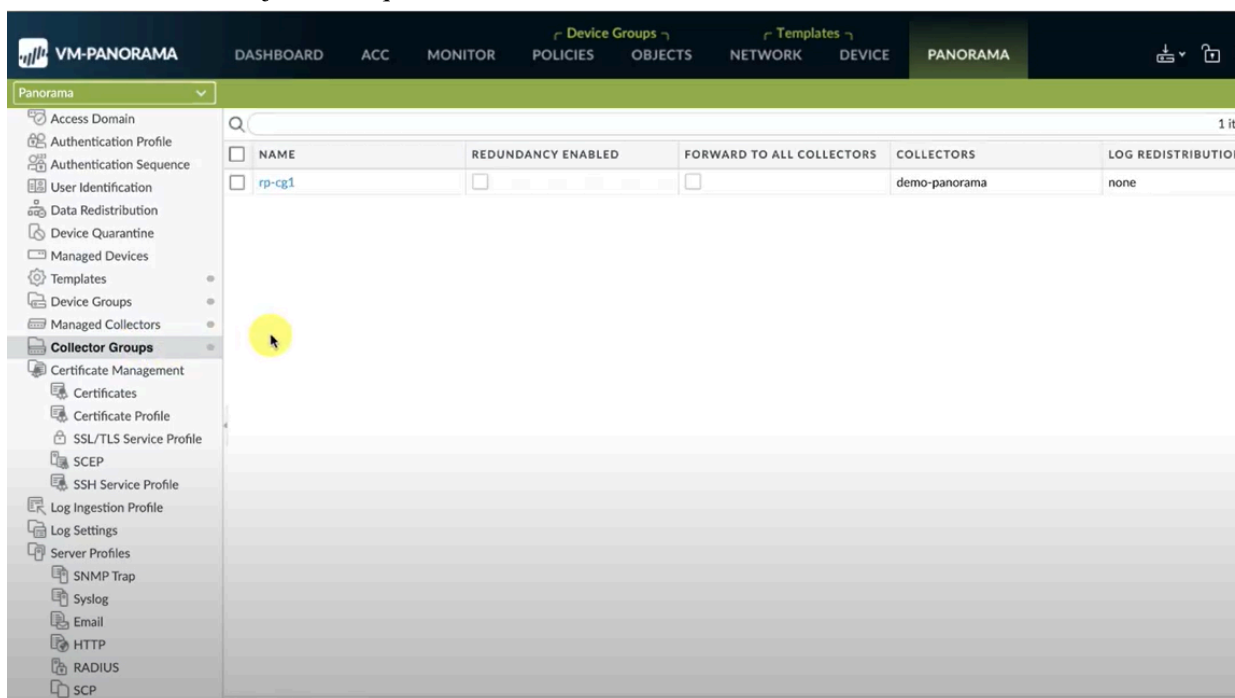 Device Groups Templates
VM-PANORAMA DASHBOARD ACC MONITOR POLICIES OBJECTS NETWORK DEVICE PANORAMA
Panorama
Access Domain
1 it
Authentication Profile
NAME REDUNDANCY ENABLED FORWARD TO ALL COLLECTORS COLLECTORS LOG REDISTRIBUTIO
Authentication Sequence
rp-cg1 demo-panorama none
User Identification
Data Redistribution
Device Quarantine
Managed Devices
Templates
Device Groups
Managed Collectors
Collector Groups
Certificate Management
Certificates
Certificate Profile
SSL/TLS Service Profile
SCEP
SSH Service Profile
Log Ingestion Profile
Log Settings
Server Profiles
SNMP Trap
Syslog
Email
HTTP
RADIUS
SCP